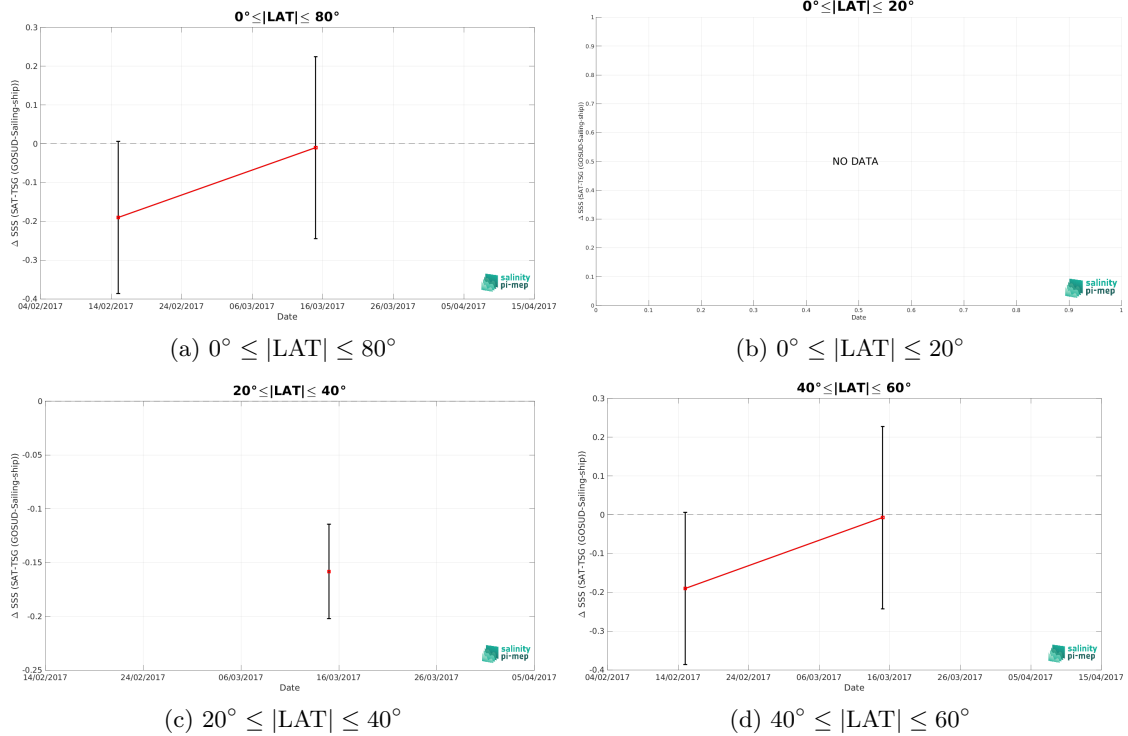 0°≤|LAT|≤ 80°
Δ SSS (SAT-TSG (GOSUD-Sailing-ship))
0.3
0.2
0.1
0
-0.1
-0.2
-0.3
-0.4
04/02/2017 14/02/2017 24/02/2017 06/03/2017 16/03/2017 26/03/2017 05/04/2017 15/04/2017
Date
salinity
pi-mep
(a) 0° ≤ |LAT| ≤ 80°
0°≤|LAT|≤ 20°
Δ SSS (SAT-TSG (GOSUD-Sailing-ship))
1
0.9
0.8
0.7
0.6
0.5
0.4
0.3
0.2
0.1
0
NO DATA
0 0.1 0.2 0.3 0.4 0.5 0.6 0.7 0.8 0.9 1
Date
salinity
pi-mep
(b) 0° ≤ |LAT| ≤ 20°
20°≤|LAT|≤ 40°
Δ SSS (SAT-TSG (GOSUD-Sailing-ship))
0
-0.05
-0.1
-0.15
-0.2
-0.25
14/02/2017 24/02/2017 06/03/2017 16/03/2017 26/03/2017 05/04/2017
Date
salinity
pi-mep
(c) 20° ≤ |LAT| ≤ 40°
40°≤|LAT|≤ 60°
Δ SSS (SAT-TSG (GOSUD-Sailing-ship))
0.3
0.2
0.1
0
-0.1
-0.2
-0.3
-0.4
04/02/2017 14/02/2017 24/02/2017 06/03/2017 16/03/2017 26/03/2017 05/04/2017 15/04/2017
Date
salinity
pi-mep
(d) 40° ≤ |LAT| ≤ 60°